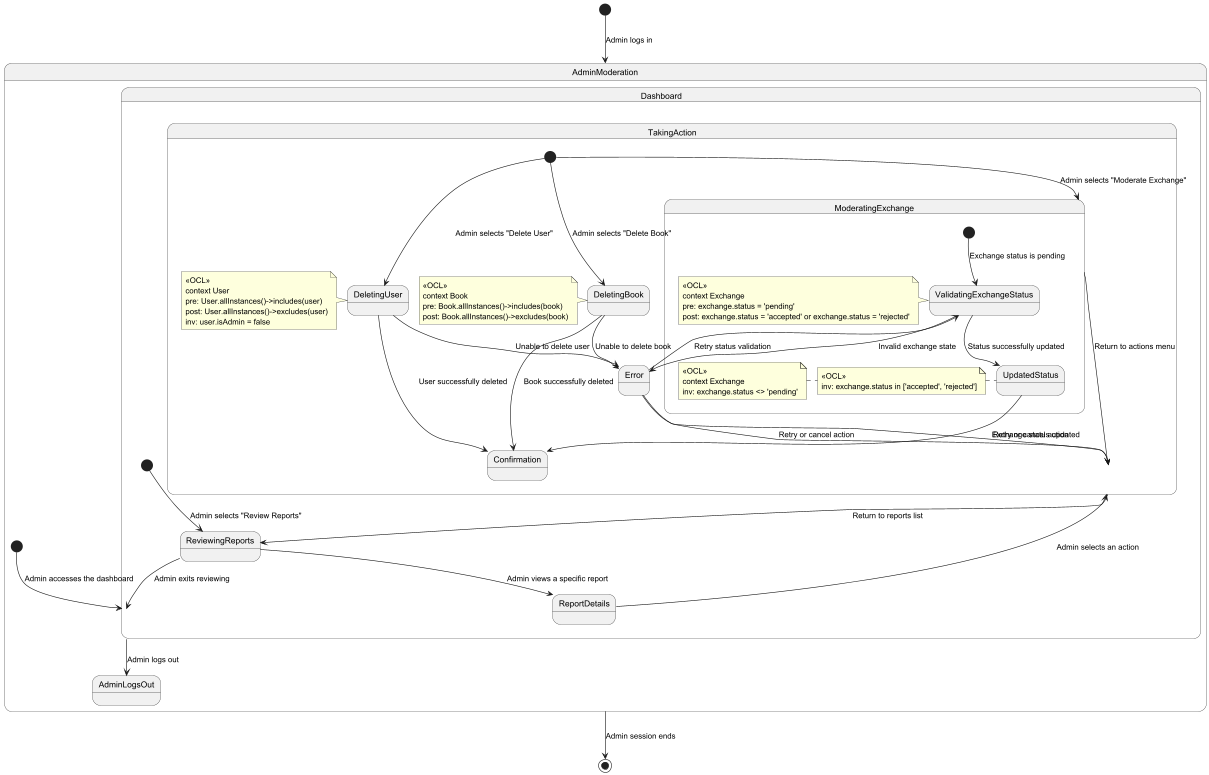 Admin logs in
AdminModeration
Dashboard
TakingAction
Admin selects "Moderate Exchange"
ModeratingExchange
Admin selects "Delete User"
Admin selects "Delete Book"
Exchange status is pending
«OCL»
context User
pre: User.allInstances()->includes(user)
post: User.allInstances()->excludes(user)
inv: user.isAdmin = false
DeletingUser
«OCL»
context Book
pre: Book.allInstances()->includes(book)
post: Book.allInstances()->excludes(book)
DeletingBook
«OCL»
context Exchange
pre: exchange.status = 'pending'
post: exchange.status = 'accepted' or exchange.status = 'rejected'
ValidatingExchangeStatus
Unable to delete user
Unable to delete book
Retry status validation
Invalid exchange state
Status successfully updated
Return to actions menu
User successfully deleted
Book successfully deleted
Error
«OCL»
context Exchange
inv: exchange.status <> 'pending'
«OCL»
inv: exchange.status in ['accepted', 'rejected']
UpdatedStatus
Retry or cancel action
Confirmation
Admin selects "Review Reports"
Return to reports list
ReviewingReports
Admin selects an action
Admin accesses the dashboard
Admin exits reviewing
Admin views a specific report
ReportDetails
Admin logs out
AdminLogsOut
Admin session ends